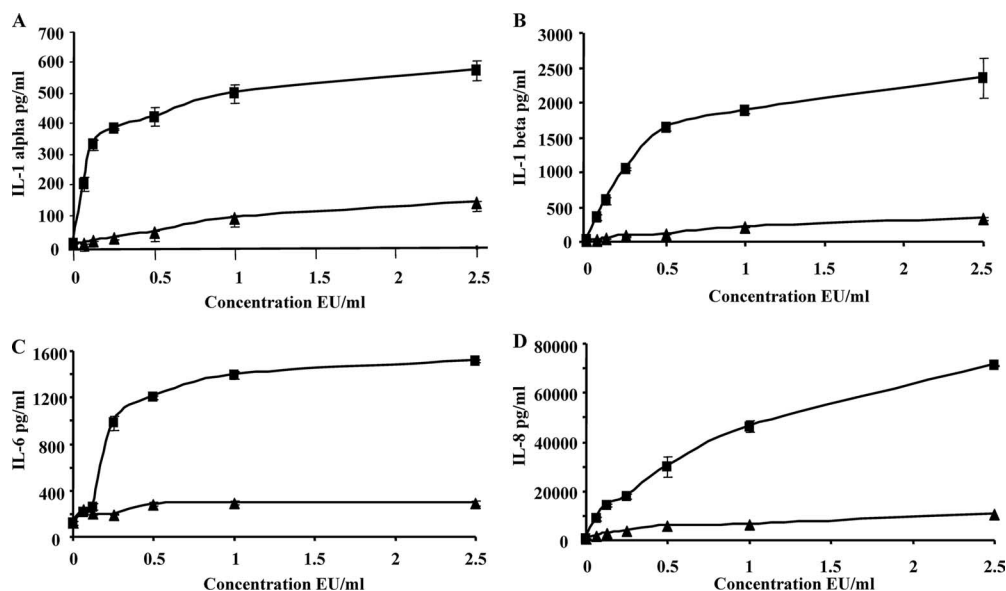 A
IL-1 alpha pg/ml
700
600
500
400
300
200
100
0
0 0.5 1 1.5 2 2.5
Concentration EU/ml
B
IL-1 beta pg/ml
3000
2500
2000
1500
1000
500
0
0 0.5 1 1.5 2 2.5
Concentration EU/ml
C
IL-6 pg/ml
1600
1200
800
400
0
0 0.5 1 1.5 2 2.5
Concentration EU/ml
D
IL-8 pg/ml
80000
60000
40000
20000
10000
0
0 0.5 1 1.5 2 2.5
Concentration EU/ml